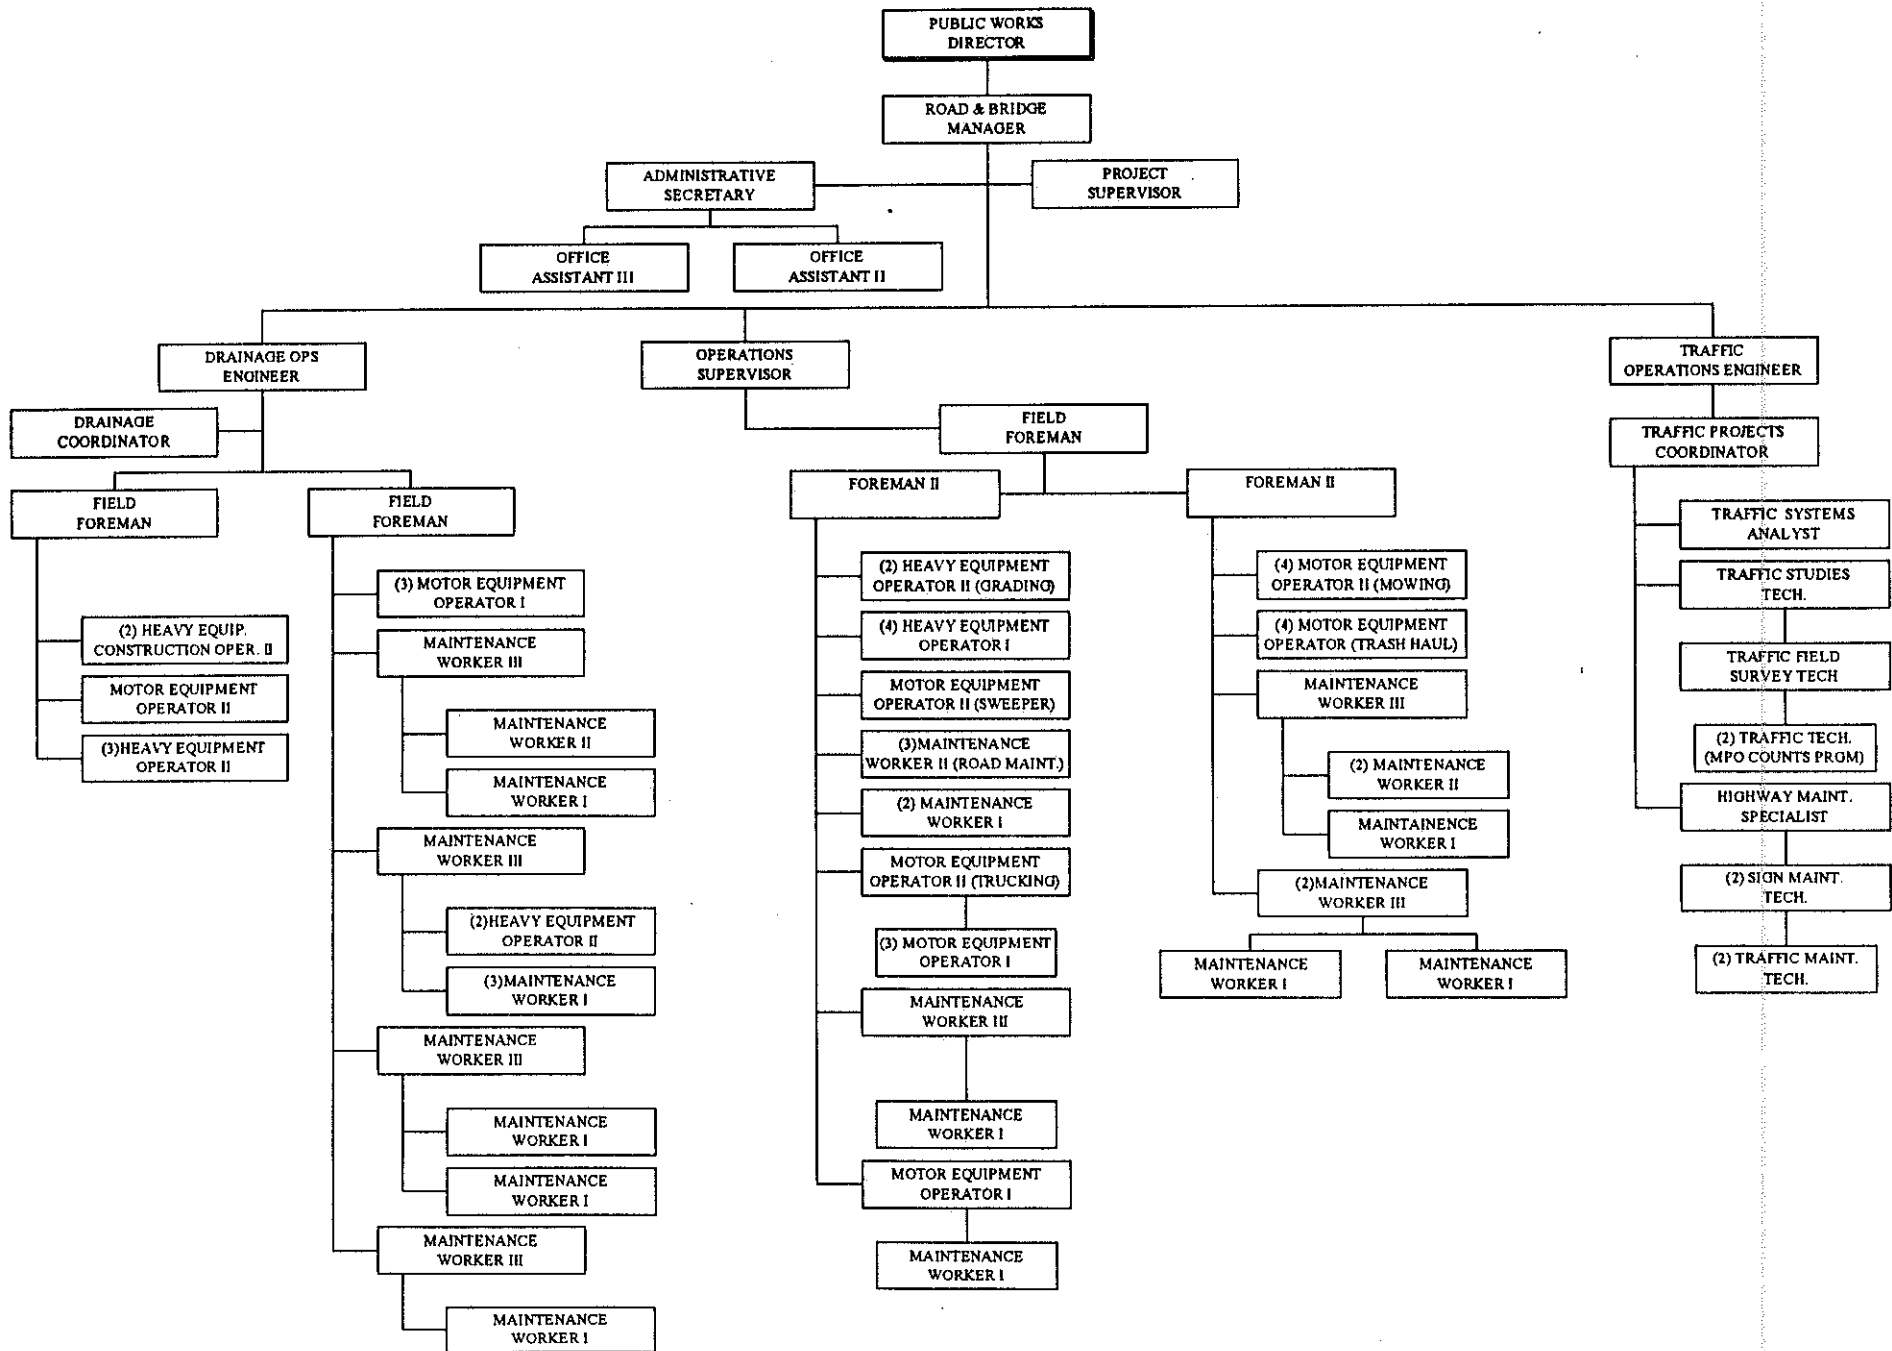 PUBLIC WORKS
DIRECTOR
ROAD & BRIDGE
MANAGER
ADMINISTRATIVE
SECRETARY
PROJECT
SUPERVISOR
OFFICE
ASSISTANT III
OFFICE
ASSISTANT II
DRAINAGE OPS
ENGINEER
OPERATIONS
SUPERVISOR
TRAFFIC
OPERATIONS ENGINEER
DRAINAGE
COORDINATOR
FIELD
FOREMAN
TRAFFIC PROJECTS
COORDINATOR
FIELD
FOREMAN
(2) HEAVY EQUIP.
CONSTRUCTION OPER. II
MOTOR EQUIPMENT
OPERATOR II
(3)HEAVY EQUIPMENT
OPERATOR II
FIELD
FOREMAN
(3) MOTOR EQUIPMENT
OPERATOR I
MAINTENANCE
WORKER III
MAINTENANCE
WORKER II
MAINTENANCE
WORKER I
MAINTENANCE
WORKER III
(2)HEAVY EQUIPMENT
OPERATOR II
(3)MAINTENANCE
WORKER I
MAINTENANCE
WORKER III
MAINTENANCE
WORKER I
MAINTENANCE
WORKER I
MAINTENANCE
WORKER III
MAINTENANCE
WORKER I
FOREMAN II
(2) HEAVY EQUIPMENT
OPERATOR II (GRADING)
(4) HEAVY EQUIPMENT
OPERATOR I
MOTOR EQUIPMENT
OPERATOR II (SWEEPER)
(3)MAINTENANCE
WORKER II (ROAD MAINT.)
(2) MAINTENANCE
WORKER I
MOTOR EQUIPMENT
OPERATOR II (TRUCKING)
(3) MOTOR EQUIPMENT
OPERATOR I
MAINTENANCE
WORKER III
MAINTENANCE
WORKER I
MOTOR EQUIPMENT
OPERATOR I
MAINTENANCE
WORKER I
FOREMAN II
(4) MOTOR EQUIPMENT
OPERATOR II (MOWING)
(4) MOTOR EQUIPMENT
OPERATOR (TRASH HAUL)
MAINTENANCE
WORKER III
(2) MAINTENANCE
WORKER II
MAINTAINENCE
WORKER I
(2)MAINTENANCE
WORKER III
MAINTENANCE
WORKER I
MAINTENANCE
WORKER I
TRAFFIC SYSTEMS
ANALYST
TRAFFIC STUDIES
TECH.
TRAFFIC FIELD
SURVEY TECH
(2) TRAFFIC TECH.
(MPO COUNTS PRGM)
HIGHWAY MAINT.
SPECIALIST
(2) SIGN MAINT.
TECH.
(2) TRAFFIC MAINT.
TECH.